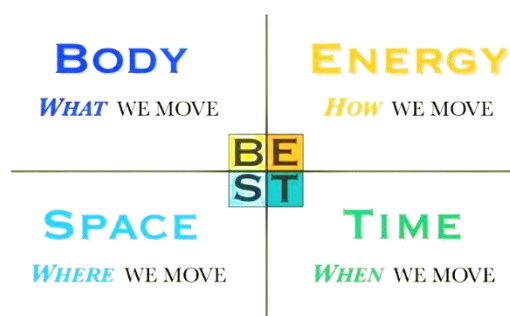 BODY
WHAT WE MOVE
ENERGY
HOW WE MOVE
BE
ST
SPACE
WHERE WE MOVE
TIME
WHEN WE MOVE